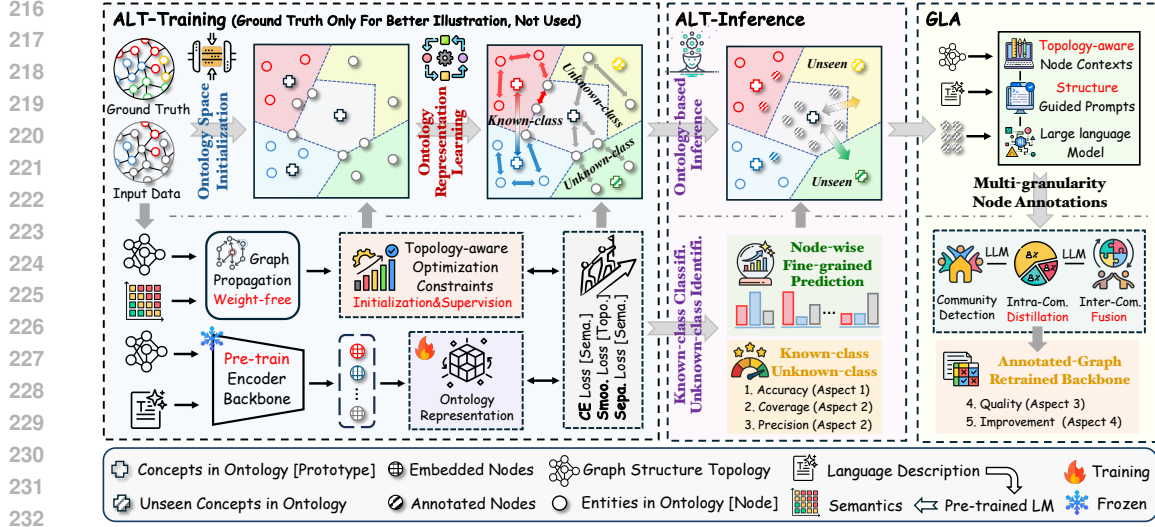 216
217
218
219
220
221
222
223
224
225
226
227
228
229
230
231
232
ALT-Training (Ground Truth Only For Better Illustration, Not Used)
Ground Truth
Input Data
Ontology Space
Initialization
Ontology
Representation
Learning
Known-class
Unknown-class
Unknown-class
Graph
Propagation
Weight-free
Topology-aware
Optimization
Constraints
Initialization&Supervision
Pre-train
Encoder
Backbone
Ontology
Representation
CE Loss [Sema.]
Smoo. Loss [Topo.]
Sepa. Loss [Sema.]
ALT-Inference
Ontology based
Inference
Unseen
Unseen
Known-class Classifi.
Unknown-class Identifi.
Node-wise
Fine-grained
Prediction
...
Known-class
Unknown-class
1. Accuracy (Aspect 1)
2. Coverage (Aspect 2)
3. Precision (Aspect 2)
GLA
Topology-aware
Node Contexts
Structure
Guided Prompts
Large language
Model
Multi-granularity
Node Annotations
LLM
LLM
Community
Detection
Intra-Com.
Distillation
Inter-Com.
Fusion
Annotated-Graph
Retrained Backbone
4. Quality (Aspect 3)
5. Improvement (Aspect 4)
Concepts in Ontology [Prototype]
Embedded Nodes
Graph Structure Topology
Language Description
Training
Unseen Concepts in Ontology
Annotated Nodes
Entities in Ontology [Node]
Semantics
Pre-trained LM
Frozen